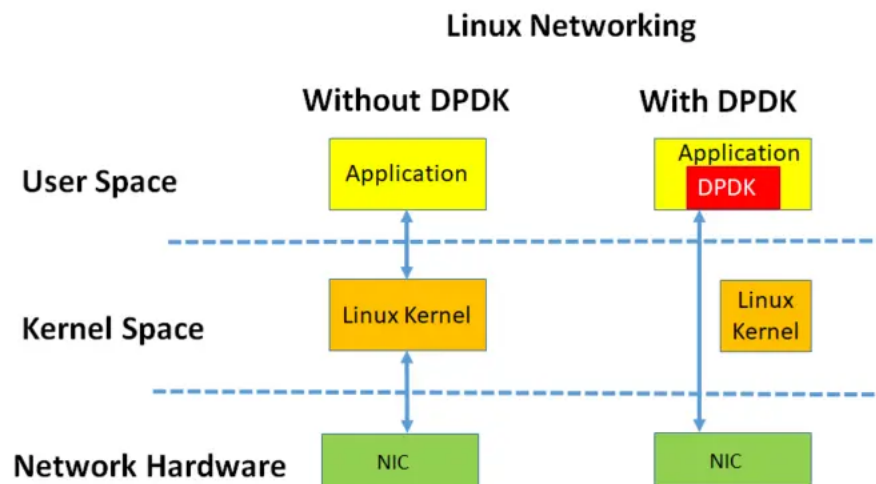 Linux Networking
Without DPDK
With DPDK
User Space
Application
Application
DPDK
Kernel Space
Linux Kernel
Linux
Kernel
Network Hardware
NIC
NIC